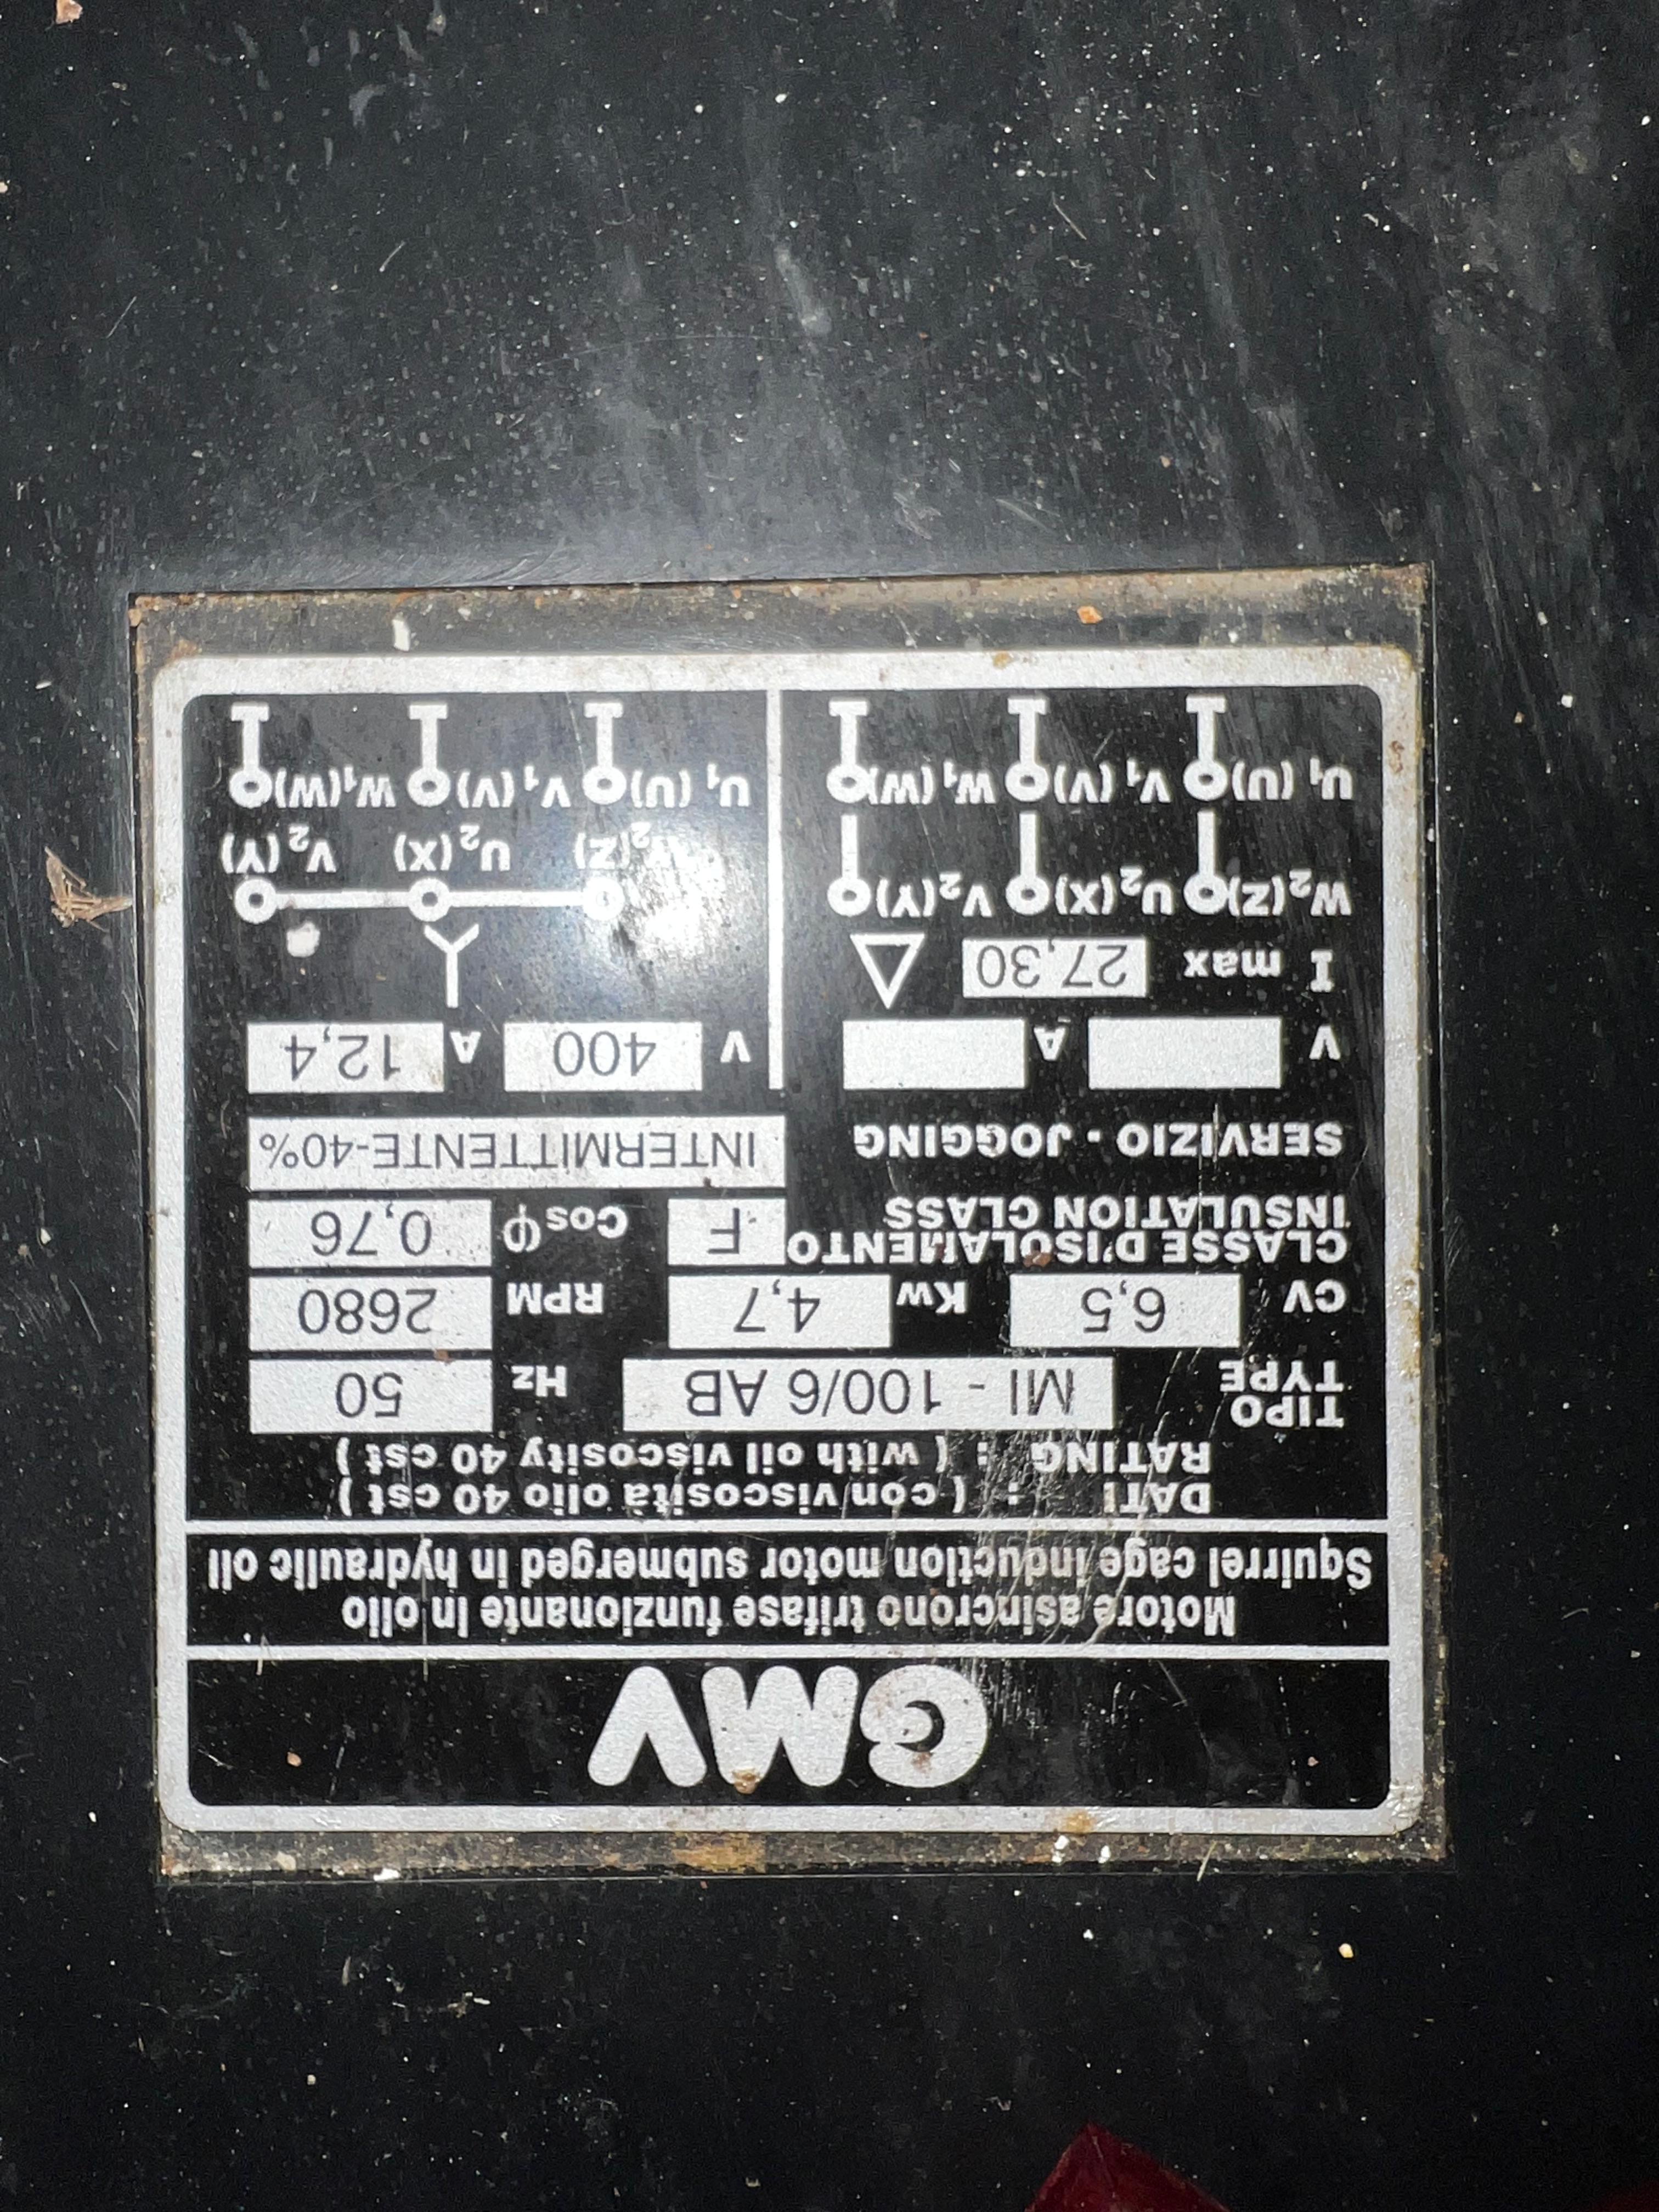 GMV
Motore asincrono trifase funzionante in olio
Squirrel cage induction motor submerged in hydraulic oil
DATI : ( con viscosità olio 40 cst )
RATING : ( with oil viscosity 40 cst )
TIPO
TYPE MI - 100/6 AB Hz 50
CV 6,5 Kw 4,7 RPM 2680
CLASSE D'ISOLAMENTO
INSULATION CLASS F Cosφ 0,76
SERVIZIO - JOGGING INTERMITTENTE-40%
V A V 400 A 12,4
I max 27,30
W2(Z) U2(X) V2(Y) U2(X) V2(Y)
U1(U) V1(V) W1(W) U1(U) V1(V) W1(W)